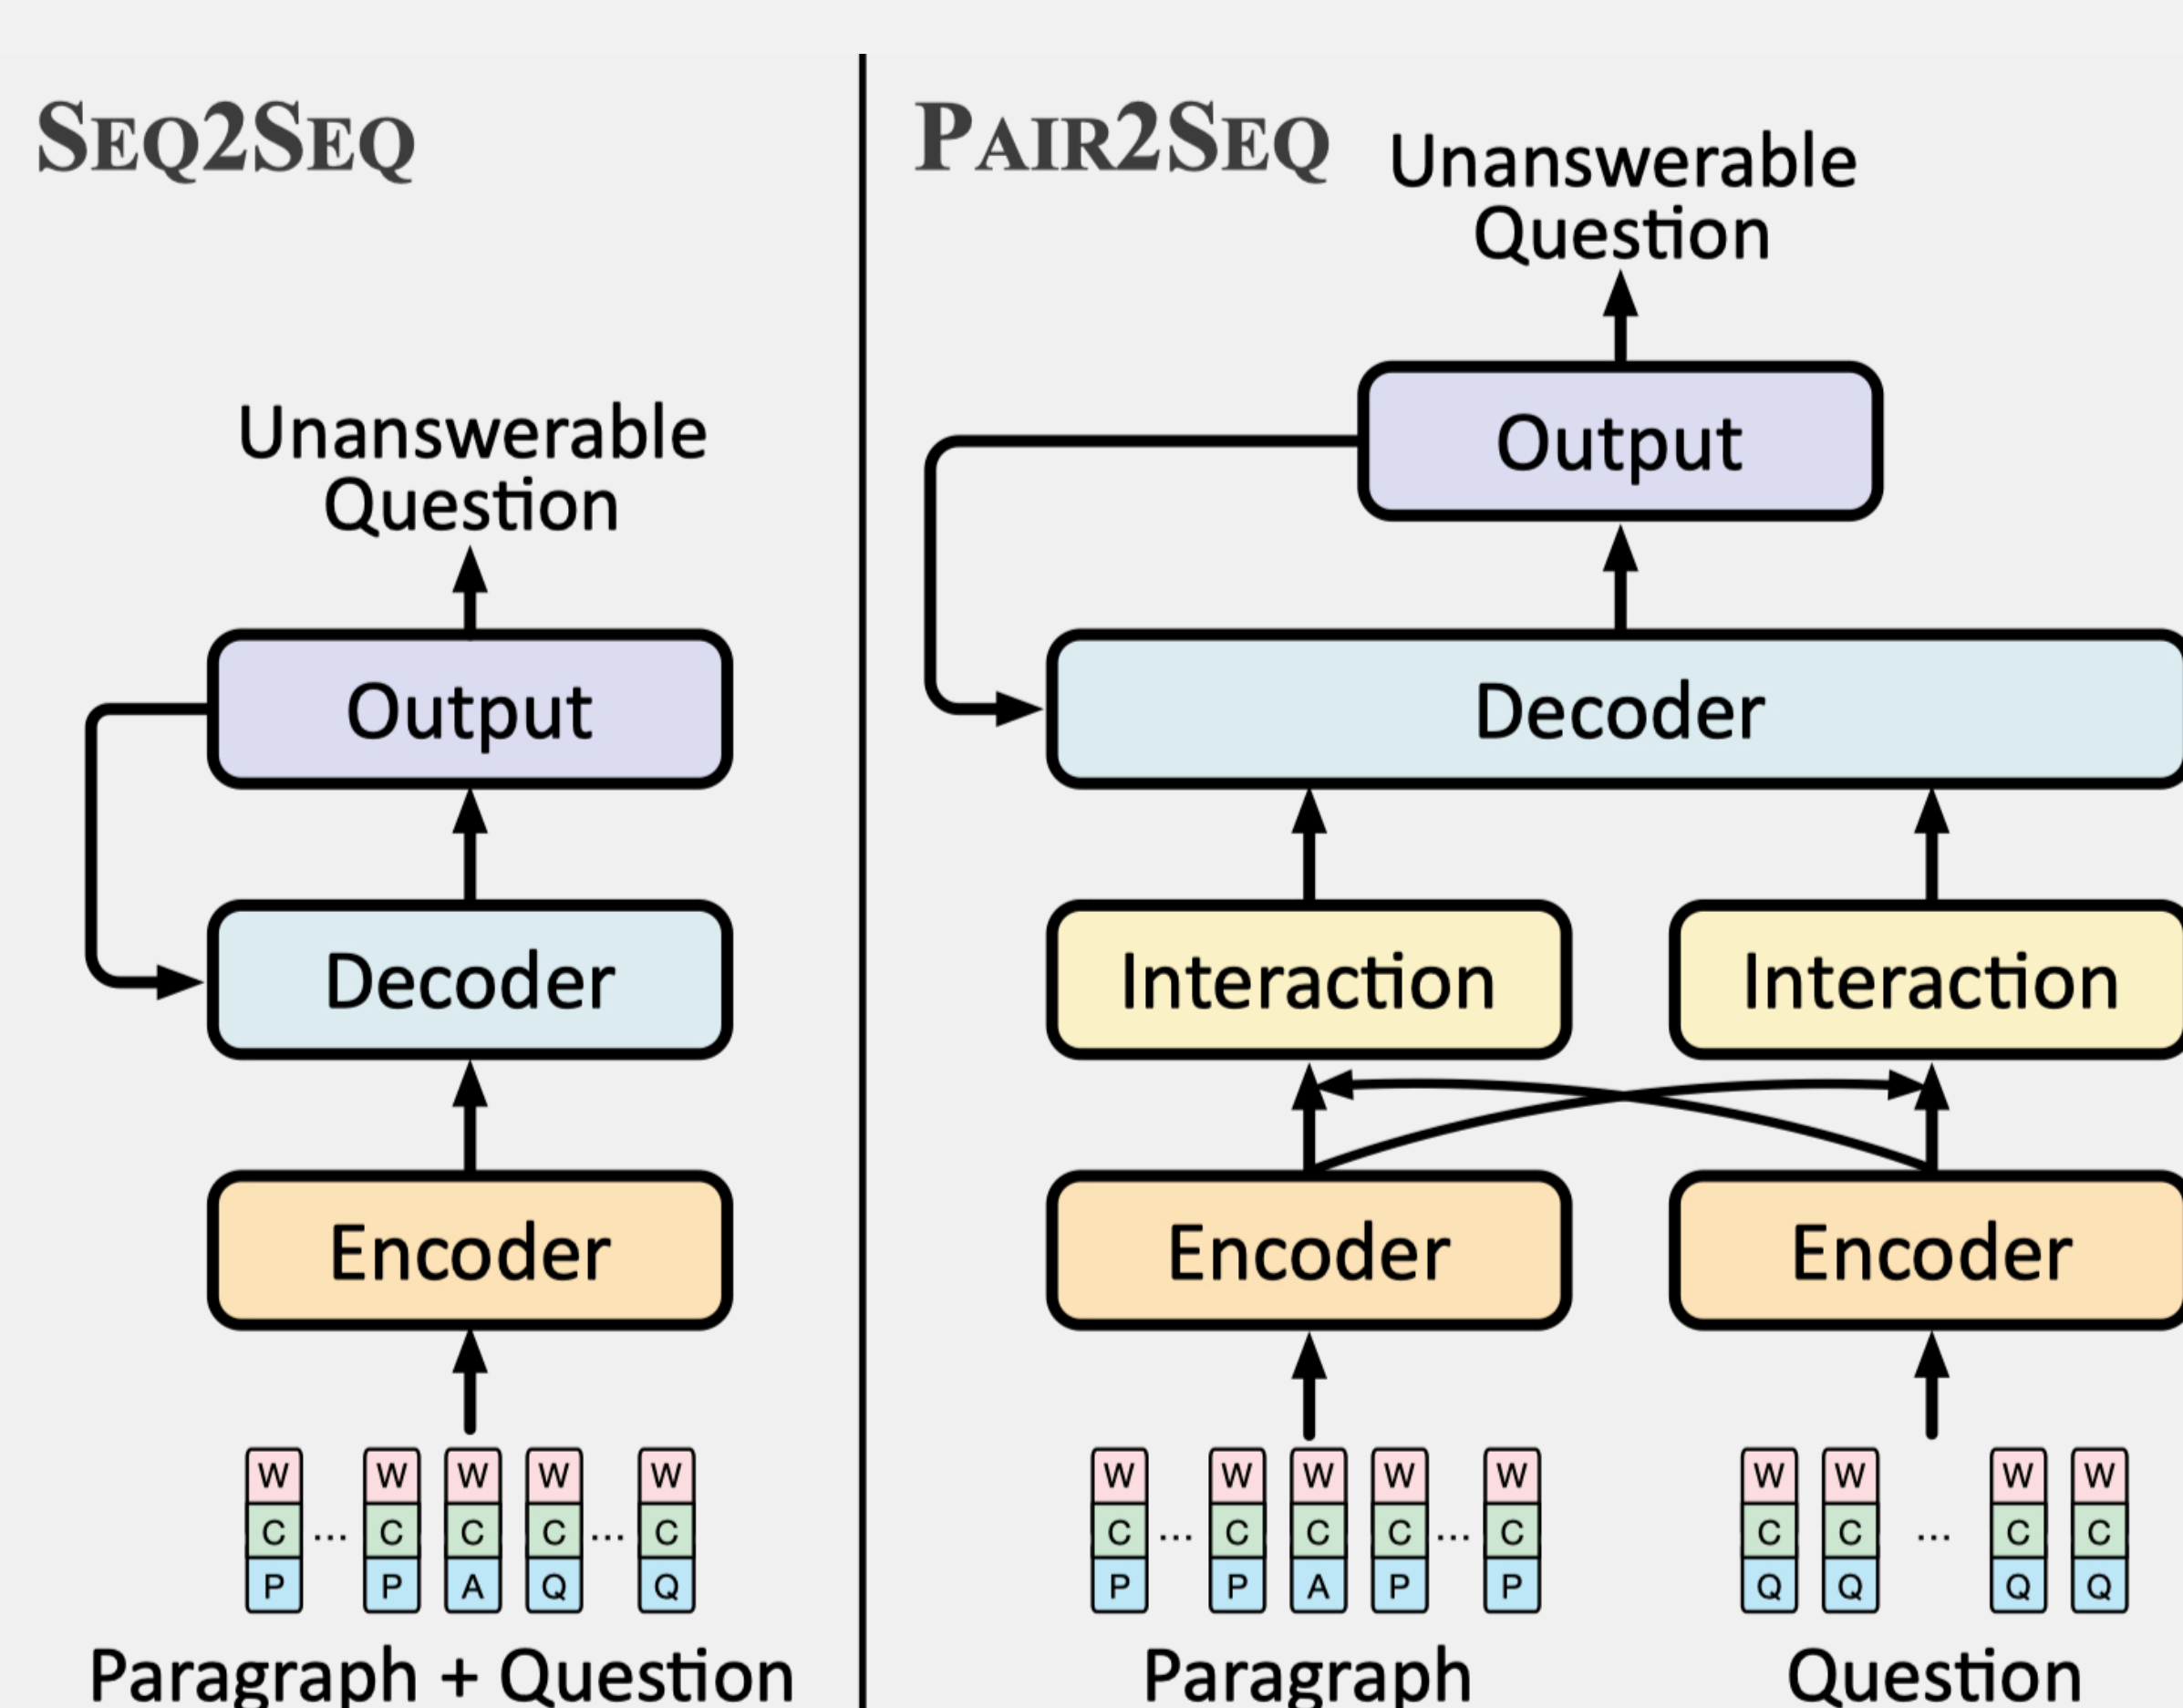 SEQ2SEQ
Unanswerable
Question
Output
Decoder
Encoder
W W W W W
C ... C C C ... C
P P A Q Q
Paragraph + Question
PAIR2SEQ
Unanswerable
Question
Output
Decoder
Interaction Interaction
Encoder Encoder
W W W W W W W W W
C ... C C C ... C C C ... C C
P P A P P Q Q Q Q
Paragraph Question